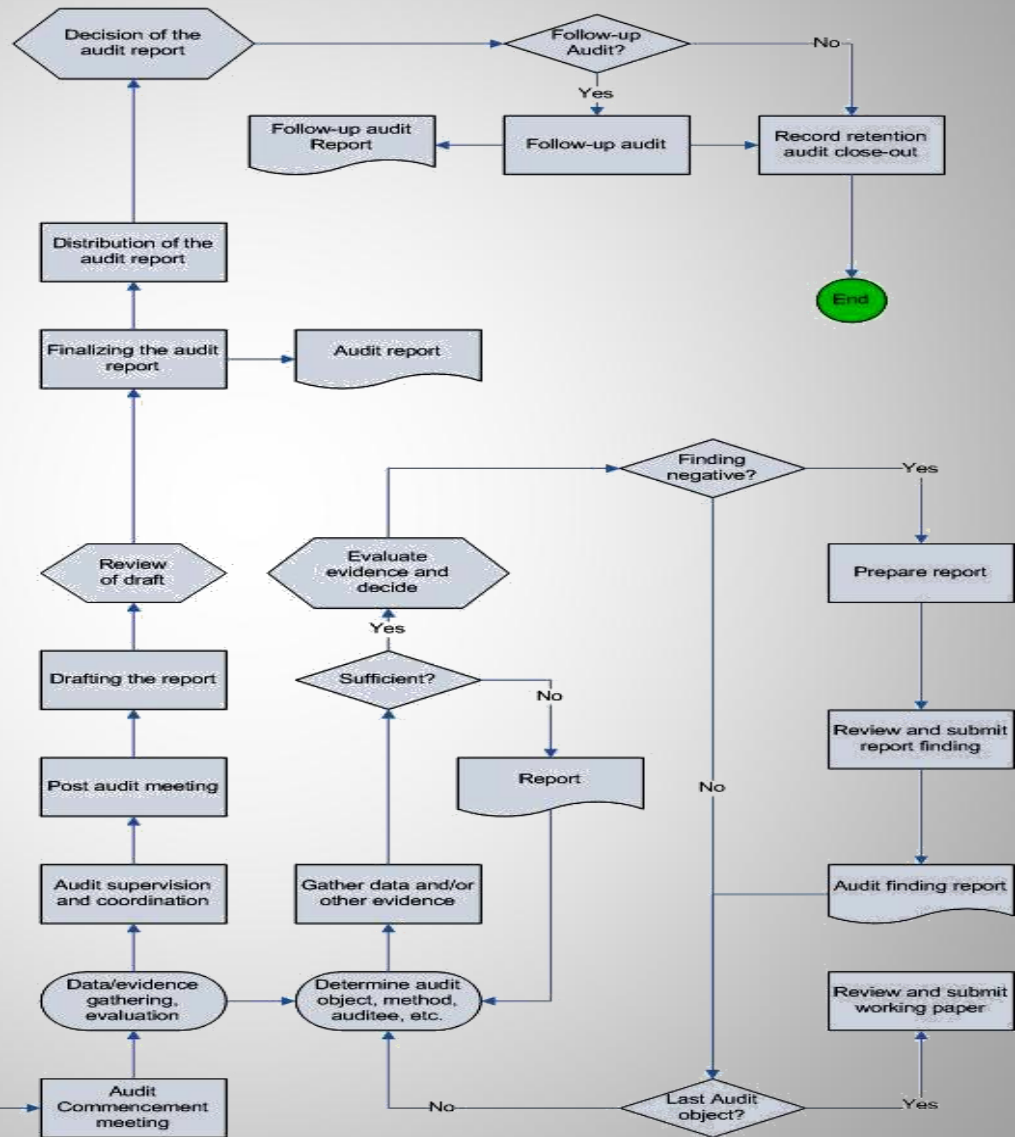 Decision of the
audit report
Follow-up
Audit?
No
Yes
Follow-up audit
Report
Follow-up audit
Record retention
audit close-out
Distribution of the
audit report
End
Finalizing the audit
report
Audit report
Finding
negative?
Yes
Review
of draft
Evaluate
evidence and
decide
Prepare report
Yes
Drafting the report
Sufficient?
No
Review and submit
report finding
Post audit meeting
Report
No
Audit supervision
and coordination
Gather data and/or
other evidence
Audit finding report
Data/evidence
gathering,
evaluation
Determine audit
object, method,
auditee, etc.
Review and submit
working paper
Audit
Commencement
meeting
No
Last Audit
object?
Yes